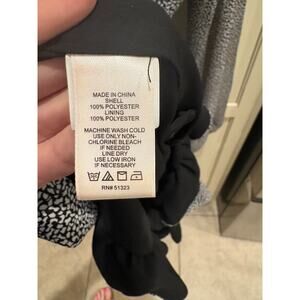 MADE IN CHINA
SHELL
100% POLYESTER
LINING
100% POLYESTER
MACHINE WASH COLD
USE ONLY NON-
CHLORINE BLEACH
IF NEEDED
LINE DRY
USE LOW IRON
IF NECESSARY
RN# 51323